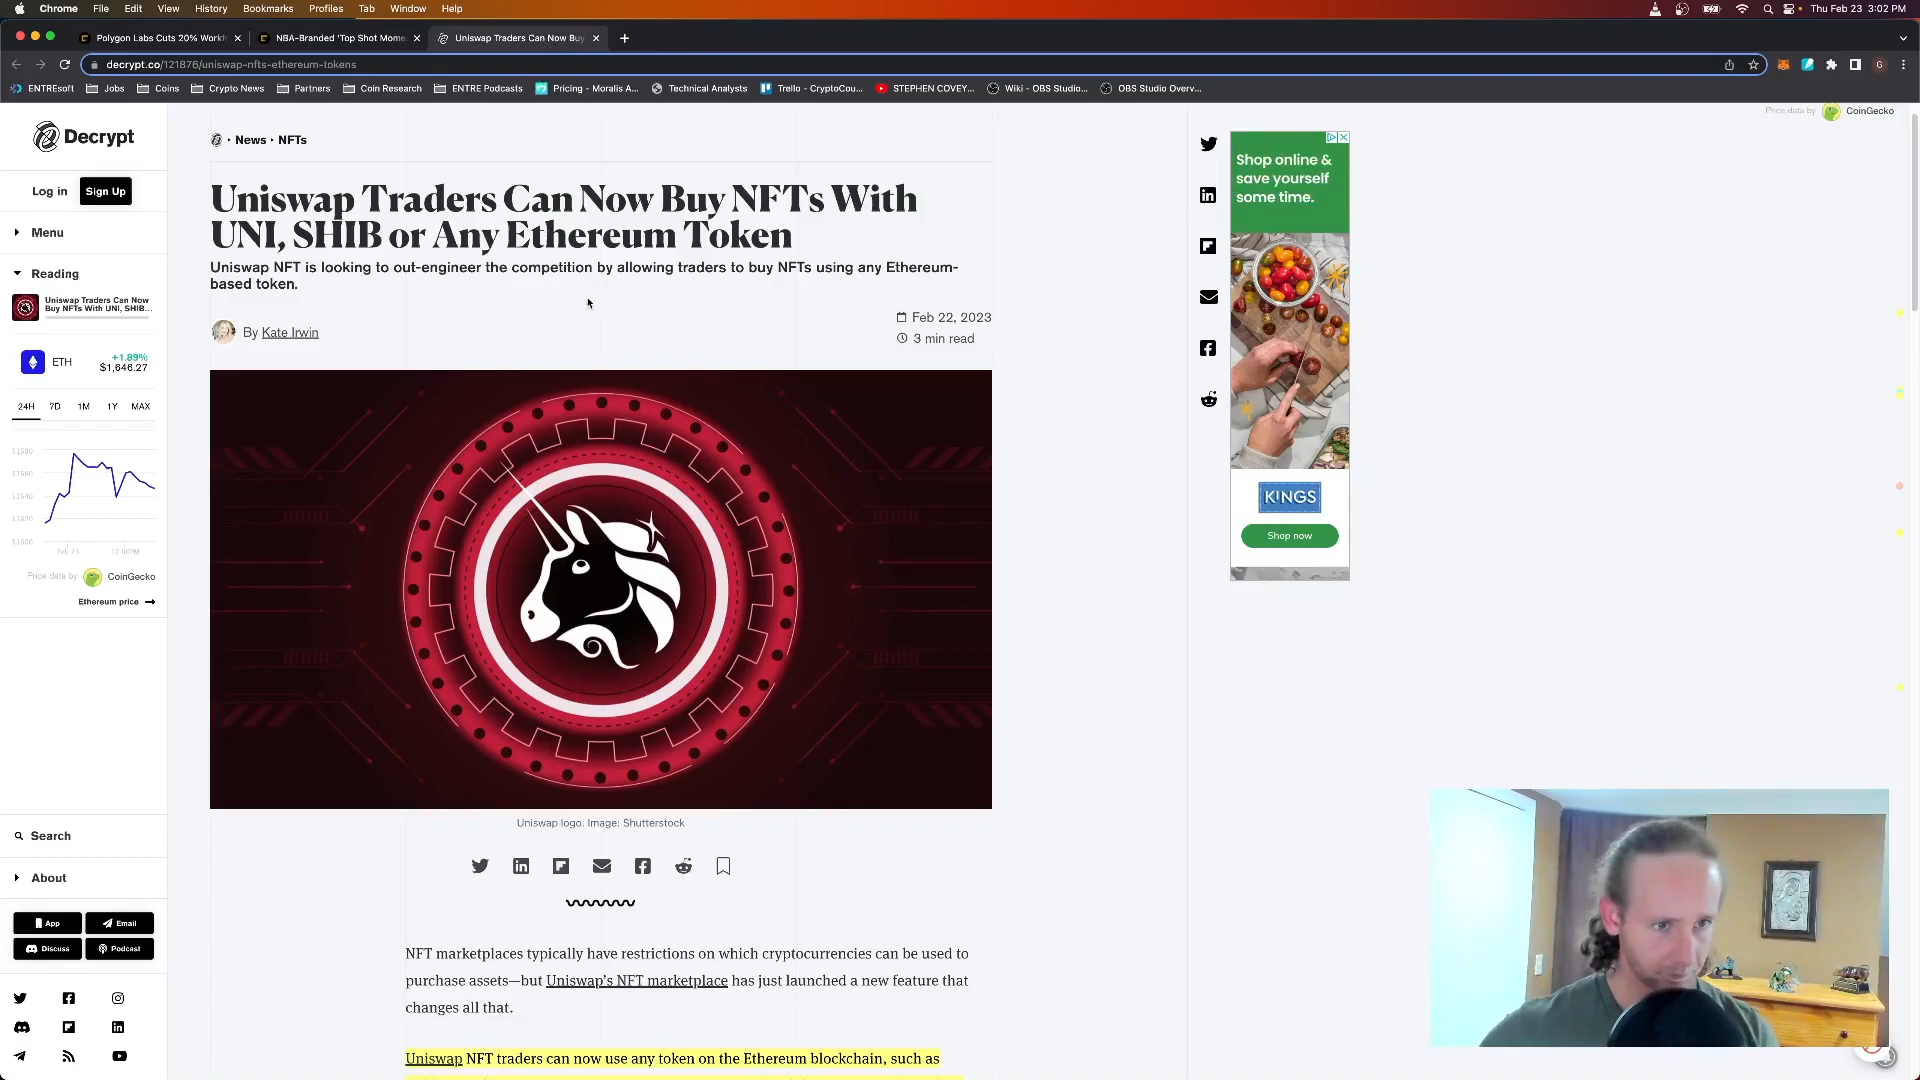 Chrome File Edit View History Bookmarks Profiles Tab Window Help
Thu Feb 23 3:02 PM
Polygon Labs Cuts 20% Workf
NBA-Branded 'Top Shot Mome
Uniswap Traders Can Now Buy
decrypt.co/121876/uniswap-nfts-ethereum-tokens
ENTREsoft
Jobs
Coins
Crypto News
Partners
Coin Research
ENTRE Podcasts
Pricing - Moralis A...
Technical Analysts
Trello - CryptoCou...
STEPHEN COVEY...
Wiki - OBS Studio...
OBS Studio Overv...
Price data by CoinGecko
Decrypt
Log in
Sign Up
Menu
Reading
Uniswap Traders Can Now
Buy NFTs With UNI, SHIB...
ETH
+1.89%
$1,646.27
24H 7D 1M 1Y MAX
$1680
$1660
$1640
Feb 23 12:00PM
Price data by CoinGecko
Ethereum price
Search
About
App
Email
Discuss
Podcast
News · NFTs
Uniswap Traders Can Now Buy NFTs With
UNI, SHIB or Any Ethereum Token
Uniswap NFT is looking to out-engineer the competition by allowing traders to buy NFTs using any Ethereum-
based token.
By Kate Irwin
Feb 22, 2023
3 min read
Uniswap logo. Image: Shutterstock
NFT marketplaces typically have restrictions on which cryptocurrencies can be used to
purchase assets—but Uniswap's NFT marketplace has just launched a new feature that
changes all that.
Uniswap NFT traders can now use any token on the Ethereum blockchain, such as
Shop online &
save yourself
some time.
KINGS
Shop now